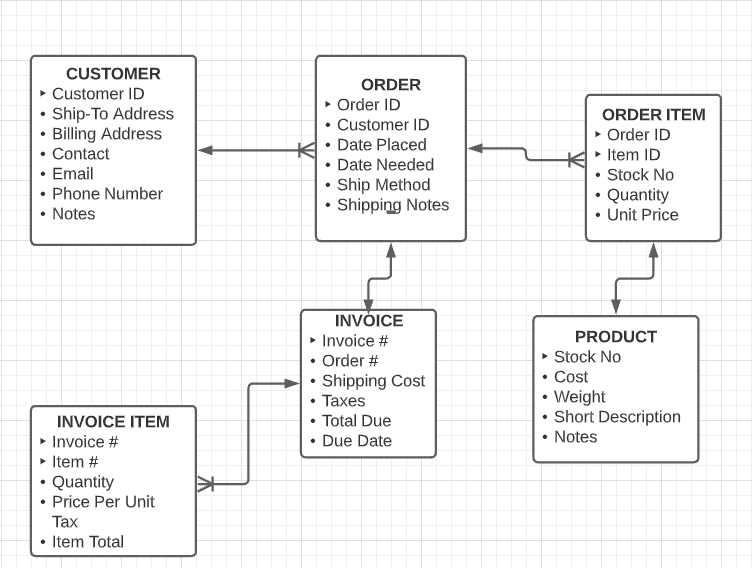 CUSTOMER
‣ Customer ID
• Ship-To Address
• Billing Address
• Contact
• Email
• Phone Number
• Notes
ORDER
‣ Order ID
• Customer ID
• Date Placed
• Date Needed
• Ship Method
• Shipping Notes
ORDER ITEM
‣ Order ID
‣ Item ID
• Stock No
• Quantity
• Unit Price
INVOICE
‣ Invoice #
• Order #
• Shipping Cost
• Taxes
• Total Due
• Due Date
PRODUCT
‣ Stock No
• Cost
• Weight
• Short Description
• Notes
INVOICE ITEM
‣ Invoice #
‣ Item #
• Quantity
• Price Per Unit
Tax
• Item Total